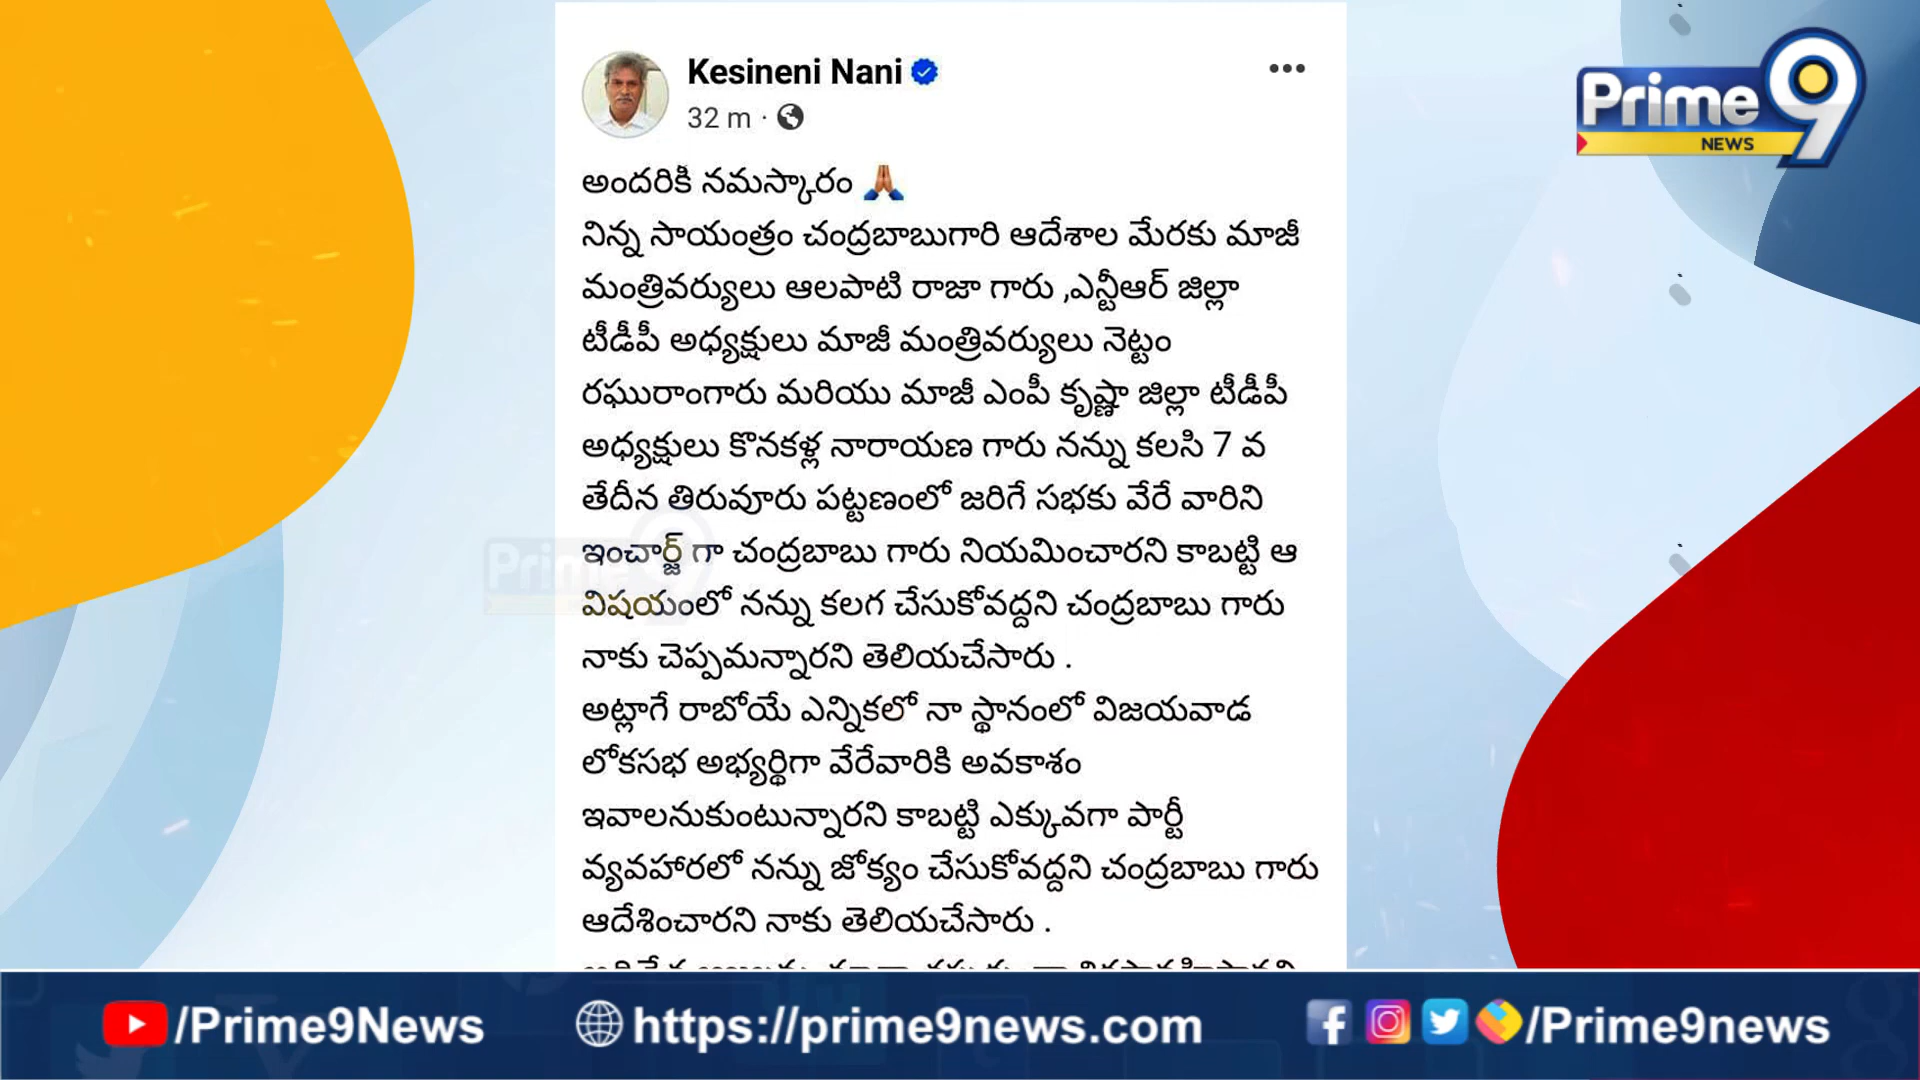 Kesineni Nani
32 m ·
Prime9
NEWS
అందరికీ నమస్కారం 🙏
నిన్న సాయంత్రం చంద్రబాబుగారి ఆదేశాల మేరకు మాజీ
మంత్రివర్యులు ఆలపాటి రాజా గారు ,ఎన్టీఆర్ జిల్లా
టీడీపీ అధ్యక్షులు మాజీ మంత్రివర్యులు నెట్టం
రఘురాంగారు మరియు మాజీ ఎంపీ కృష్ణా జిల్లా టీడీపీ
అధ్యక్షులు కొనకళ్ల నారాయణ గారు నన్ను కలసి 7 వ
తేదీన తిరువూరు పట్టణంలో జరిగే సభకు వేరే వారిని
ఇంచార్జ్ గా చంద్రబాబు గారు నియమించారని కాబట్టి ఆ
విషయంలో నన్ను కలగ చేసుకోవద్దని చంద్రబాబు గారు
నాకు చెప్పమన్నారని తెలియచేసారు .
అట్లాగే రాబోయే ఎన్నికలో నా స్థానంలో విజయవాడ
లోకసభ అభ్యర్థిగా వేరేవారికి అవకాశం
ఇవాలనుకుంటున్నారని కాబట్టి ఎక్కువగా పార్టీ
వ్యవహారలో నన్ను జోక్యం చేసుకోవద్దని చంద్రబాబు గారు
ఆదేశించారని నాకు తెలియచేసారు .
/Prime9News
https://prime9news.com
/Prime9news